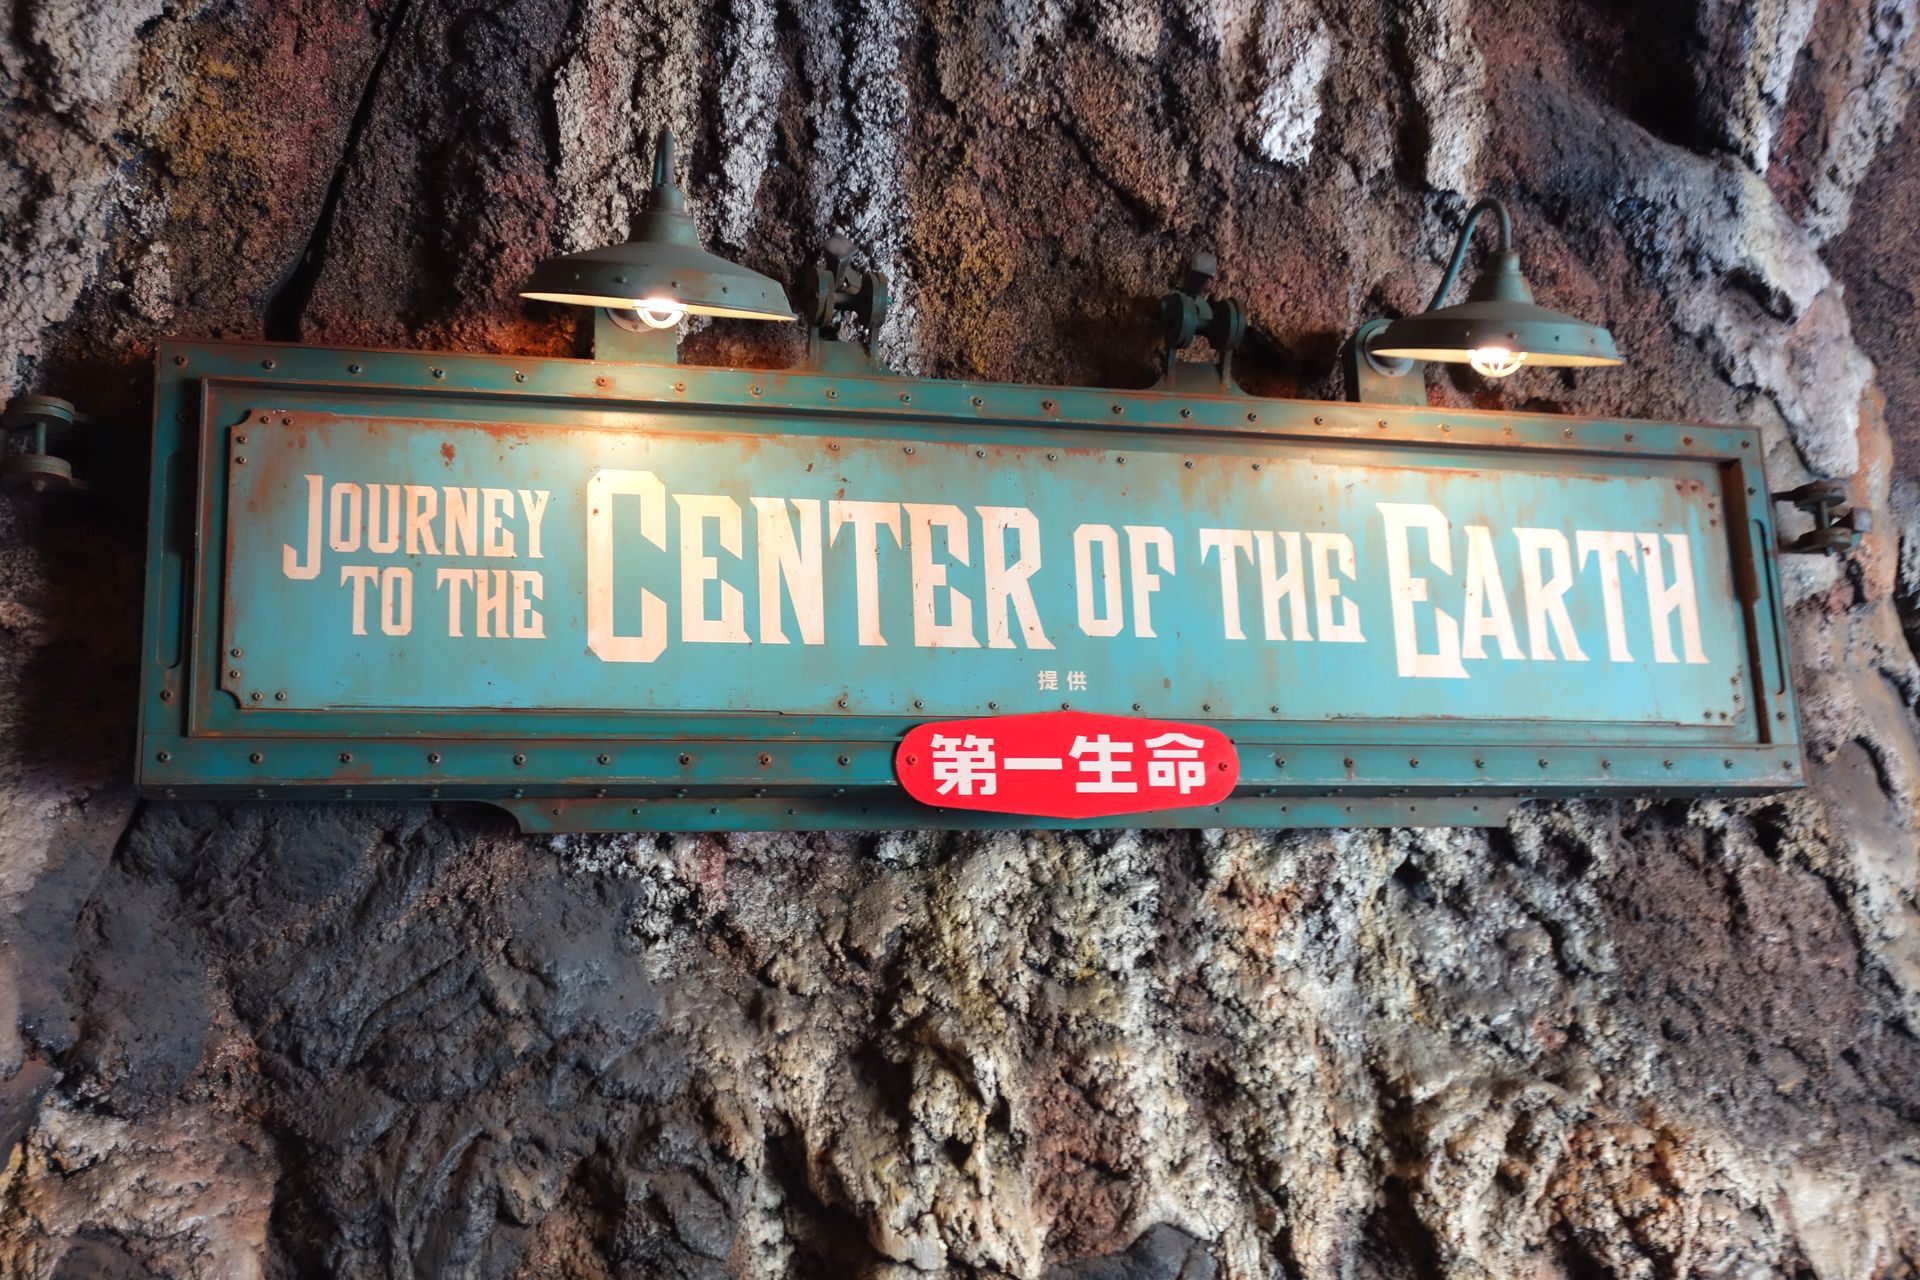 JOURNEY
TO THE
CENTER OF THE EARTH
提供
第一生命